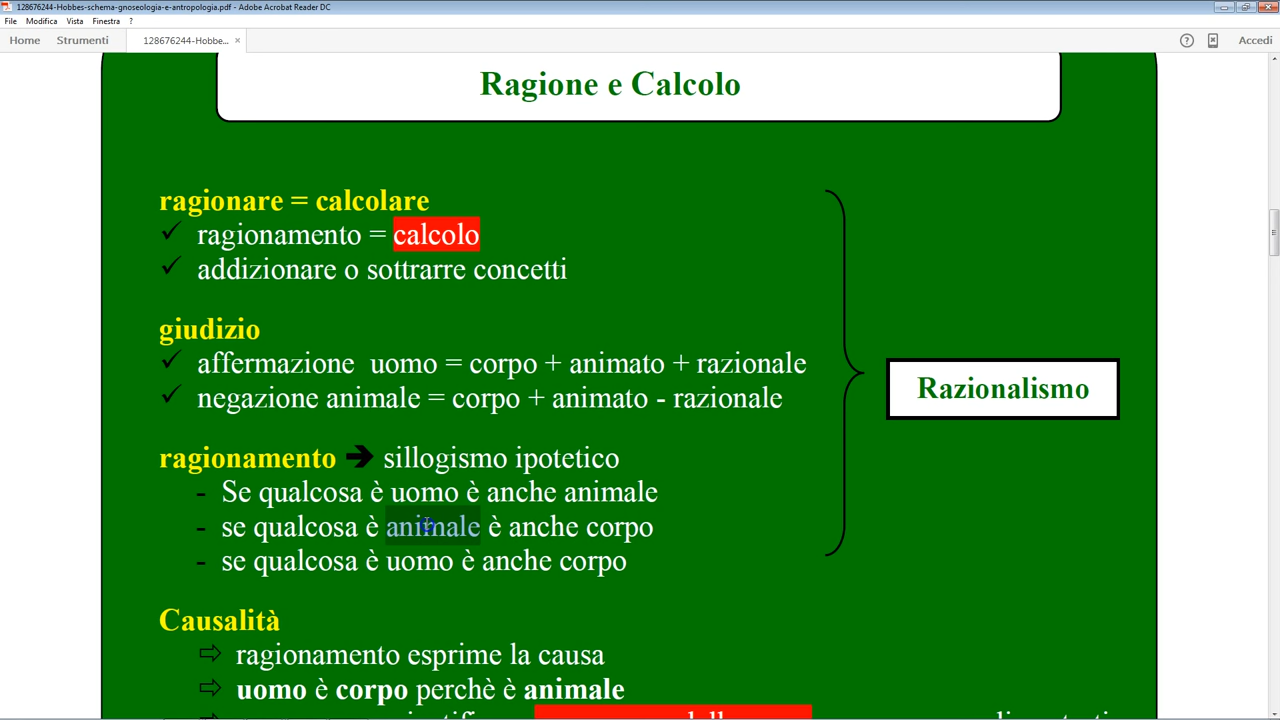 128676244-Hobbes-schema-gnoseologia-e-antropologia.pdf - Adobe Acrobat Reader DC
File Modifica Vista Finestra ?
Home Strumenti 128676244-Hobbe... × Accedi
Ragione e Calcolo
ragionare = calcolare
✓ ragionamento = calcolo
✓ addizionare o sottrarre concetti
giudizio
✓ affermazione uomo = corpo + animato + razionale
✓ negazione animale = corpo + animato - razionale
Razionalismo
ragionamento ➔ sillogismo ipotetico
- Se qualcosa è uomo è anche animale
- se qualcosa è animale è anche corpo
- se qualcosa è uomo è anche corpo
Causalità
⇨ ragionamento esprime la causa
⇨ uomo è corpo perchè è animale